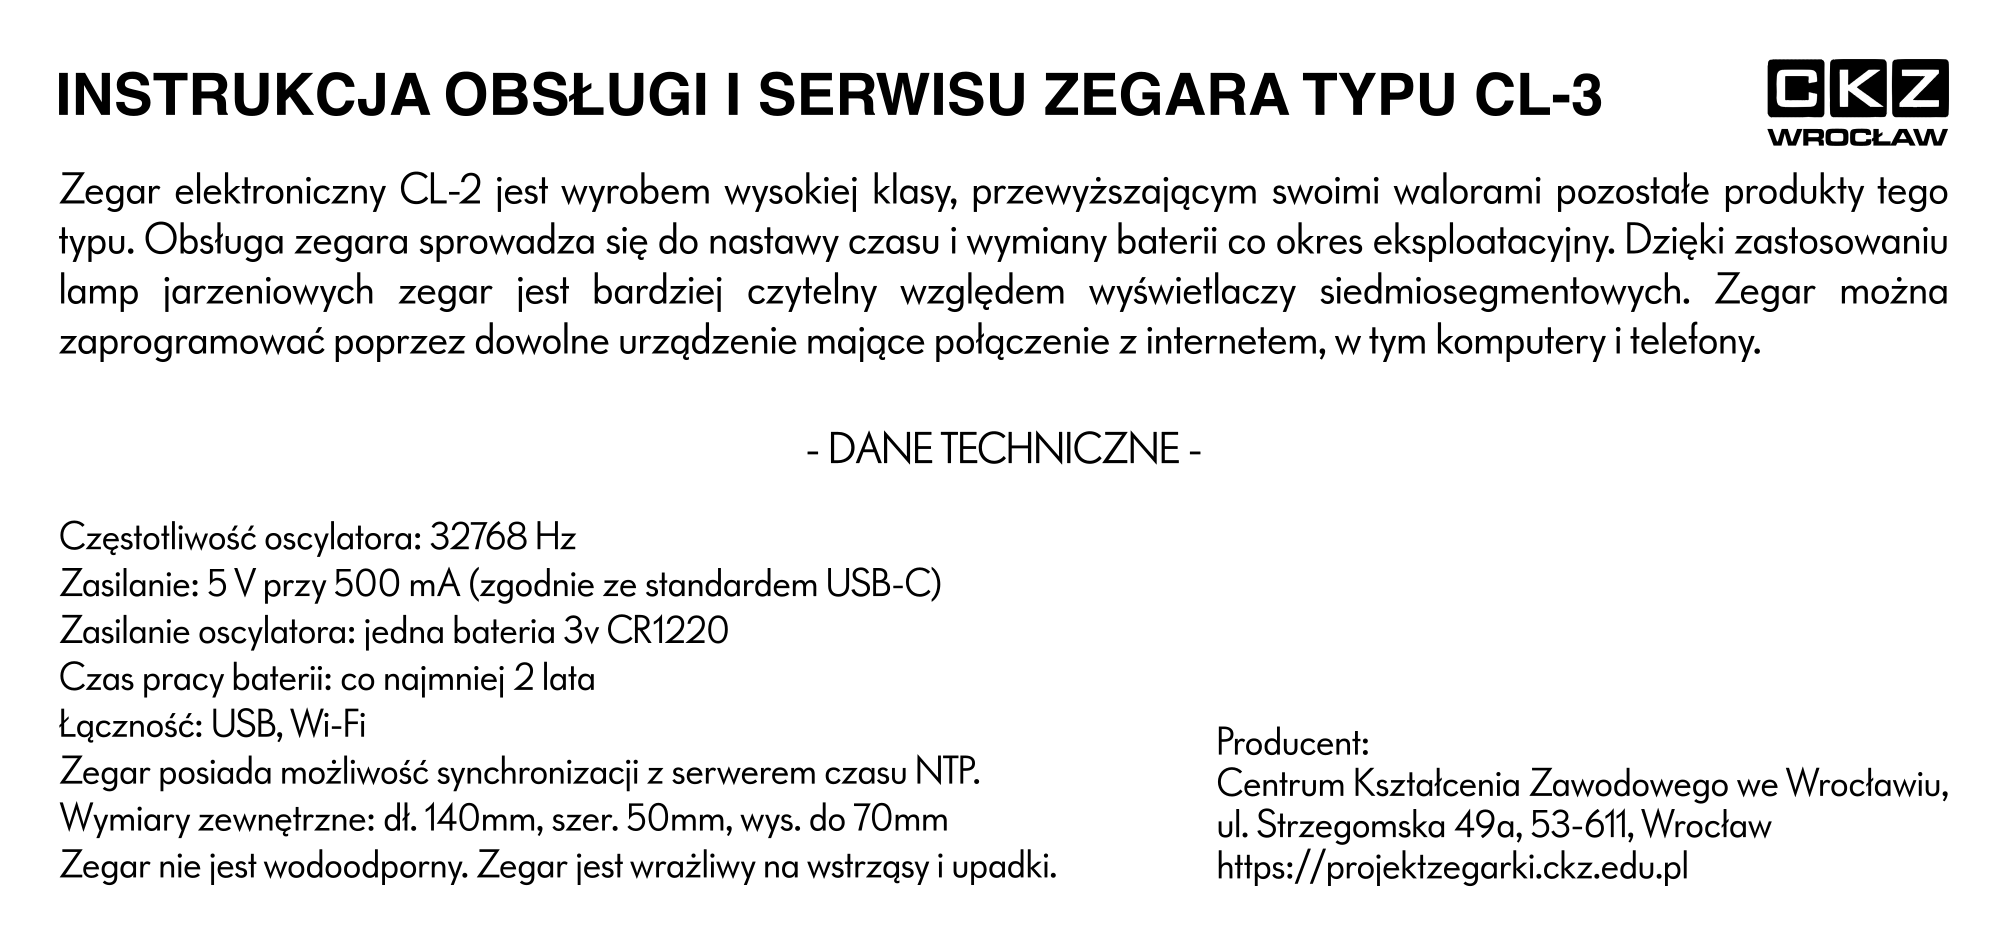 INSTRUKCJA OBSŁUGI I SERWISU ZEGARA TYPU CL-3
CKZ
WROCŁAW
Zegar elektroniczny CL-2 jest wyrobem wysokiej klasy, przewyższającym swoimi walorami pozostałe produkty tego
typu. Obsługa zegara sprowadza się do nastawy czasu i wymiany baterii co okres eksploatacyjny. Dzięki zastosowaniu
lamp jarzeniowych zegar jest bardziej czytelny względem wyświetlaczy siedmiosegmentowych. Zegar można
zaprogramować poprzez dowolne urządzenie mające połączenie z internetem, w tym komputery i telefony.
- DANE TECHNICZNE -
Częstotliwość oscylatora: 32768 Hz
Zasilanie: 5 V przy 500 mA (zgodnie ze standardem USB-C)
Zasilanie oscylatora: jedna bateria 3v CR1220
Czas pracy baterii: co najmniej 2 lata
Łączność: USB, Wi-Fi
Zegar posiada możliwość synchronizacji z serwerem czasu NTP.
Wymiary zewnętrzne: dł. 140mm, szer. 50mm, wys. do 70mm
Zegar nie jest wodoodporny. Zegar jest wrażliwy na wstrząsy i upadki.
Producent:
Centrum Kształcenia Zawodowego we Wrocławiu,
ul. Strzegomska 49a, 53-611, Wrocław
https://projektzegarki.ckz.edu.pl